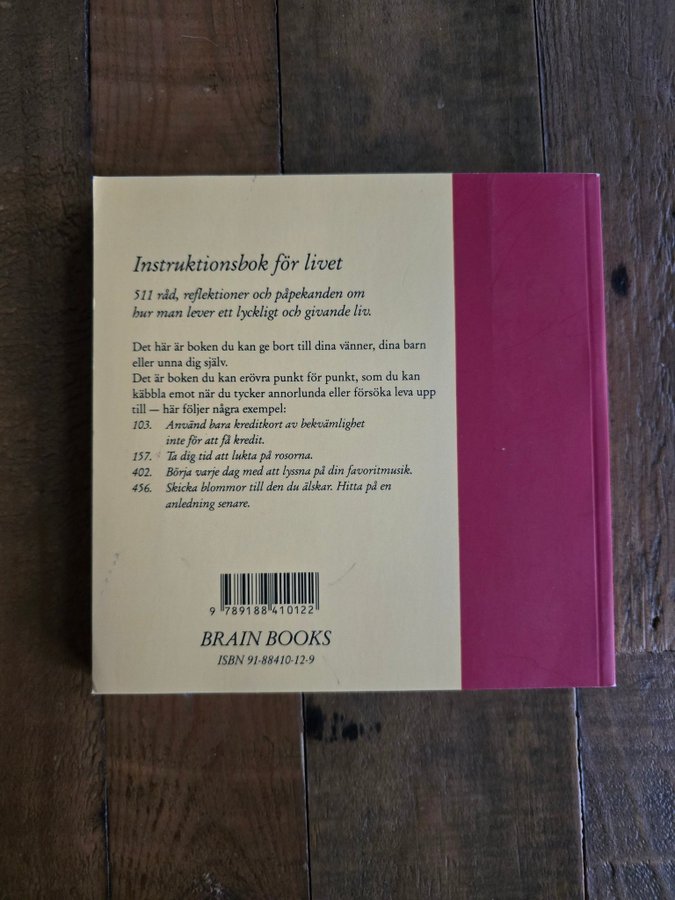 Instruktionsbok för livet
511 råd, reflektioner och påpekanden om
hur man lever ett lyckligt och givande liv.
Det här är boken du kan ge bort till dina vänner, dina barn
eller unna dig själv.
Det är boken du kan erövra punkt för punkt, som du kan
käbbla emot när du tycker annorlunda eller försöka leva upp
till — här följer några exempel:
103. Använd bara kreditkort av bekvämlighet
inte för att få kredit.
157. Ta dig tid att lukta på rosorna.
402. Börja varje dag med att lyssna på din favoritmusik.
456. Skicka blommor till den du älskar. Hitta på en
anledning senare.
9 789188 410122
BRAIN BOOKS
ISBN 91-88410-12-9